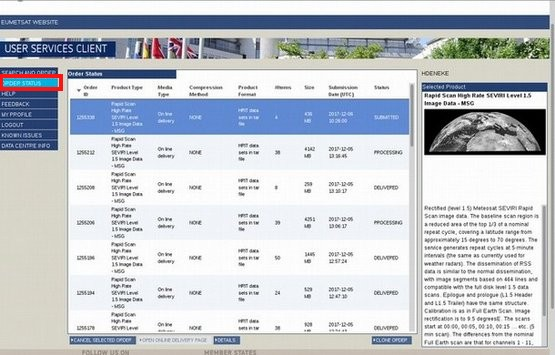 EUMETSAT WEBSITE
USER SERVICES CLIENT
SEARCH AND ORDER
ORDER STATUS
HELP
FEEDBACK
MY PROFILE
LOGOUT
KNOWN ISSUES
DATA CENTRE INFO
Order Status
Order ID Product Type Media Type Compression Method Product Format #Items Size Submission Date (UTC) Status
Rapid Scan High Rate SEVIRI Level 1.5 Image Data - MSG On line delivery NONE HRIT data sets in tar file 4 2017-12-05 SUBMITTED
1255212 Rapid Scan High Rate SEVIRI Level 1.5 Image Data - MSG On line delivery NONE HRIT data sets in tar file 38 4142 MB 2017-12-05 13:16:45 PROCESSING
1255208 Rapid Scan High Rate SEVIRI Level 1.5 Image Data - MSG On line delivery NONE HRIT data sets in tar file 8 259 MB 2017-12-05 13:10:17 DELIVERED
1255206 Rapid Scan High Rate SEVIRI Level 1.5 Image Data - MSG On line delivery NONE HRIT data sets in tar file 39 4251 MB 2017-12-05 13:06:17 DELIVERED
Rapid Scan High Rate SEVIRI Level 1.5 Image Data - MSG On line delivery NONE HRIT data sets in tar file 50 MB 2017-12-05 12:57:24 DELIVERED
Rapid Scan High Rate SEVIRI Level 1.5 Image Data - MSG On line delivery NONE HRIT data sets in tar file 24 529 MB 2017-12-05 12:47:10 DELIVERED
Rapid Scan High Rate SEVIRI Level 1.5 Image Data - MSG On line delivery NONE HRIT data sets in tar 38 2017-12-05 DELIVERED
CANCEL SELECTED ORDER
OPEN ONLINE DELIVERY PAGE
DETAILS
CLONE ORDER
HOENEKE
Selected Product
Rapid Scan High Rate SEVIRI Level 1.5
Image Data - MSG
Rectified (level 1.5) Meteosat SEVIRI Rapid
Scan image data. The baseline scan region is
a reduced area of the top 1/3 of a nominal
repeat cycle, covering a latitude range from
approximately 15 degrees to 70 degrees. The
service generates repeat cycles at 5 minute
intervals (the same as currently used for
weather radars). The dissemination of RSS
data is similar to the normal dissemination,
with image segments based on 464 lines and
compatible with the full disk level 1.5 data
scans. Epilogue and prologue (L1.5 Header
and L1.5 Trailer) have the same structure.
Calibration is as in Full Earth Scan. Image
rectification is to 9.5 degreesE. The scans
start at 00:00, 00:05, 00:10, 00:15 ... etc. (5
min scan). The differences from the nominal
Full Earth scan are that for channels 1 - 11,
FOLLOW US ON
MEMBER STATES